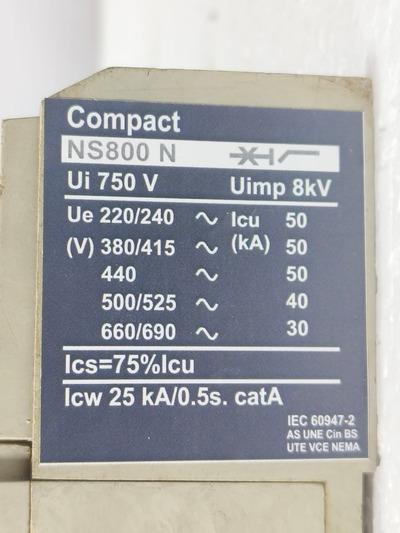 Compact
NS800 N
Ui 750 V Uimp 8kV
Ue 220/240 ~ Icu 50
(V) 380/415 ~ (kA) 50
440 ~ 50
500/525 ~ 40
660/690 ~ 30
Ics=75%Icu
Icw 25 kA/0.5s. catA
IEC 60947-2
AS UNE Cin BS
UTE VCE NEMA